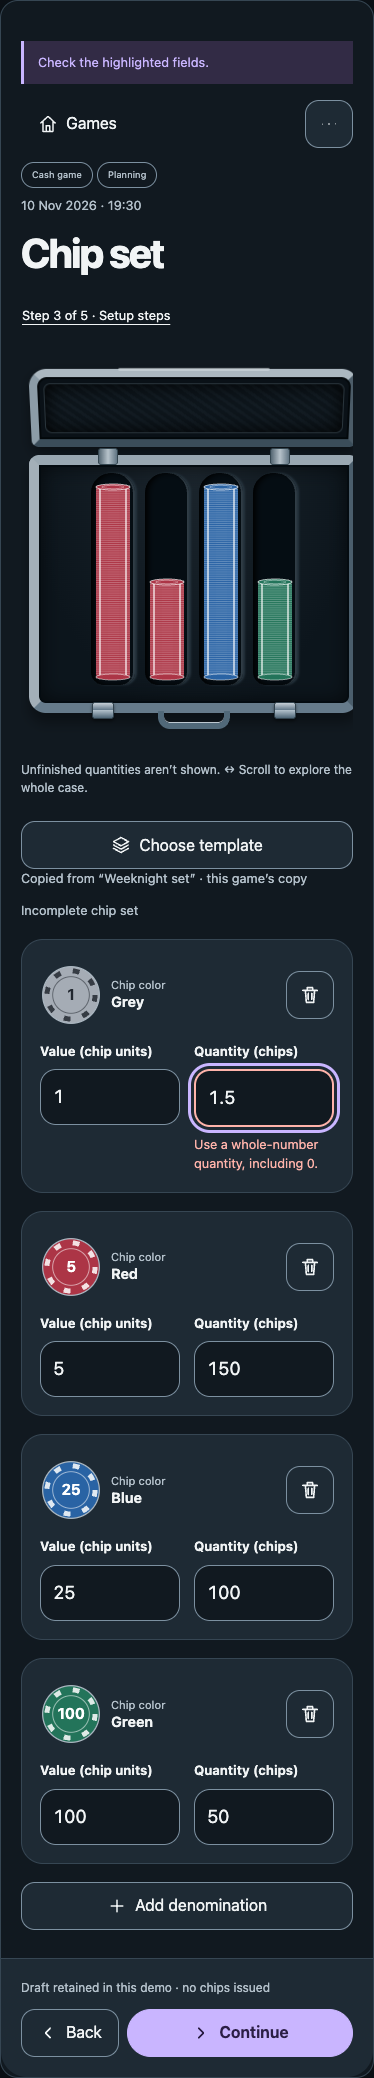 Check the highlighted fields.
Games
Cash game Planning
10 Nov 2026 · 19:30
Chip set
Step 3 of 5 · Setup steps
Unfinished quantities aren’t shown. ↔ Scroll to explore the
whole case.
Choose template
Copied from “Weeknight set” · this game’s copy
Incomplete chip set
1
Chip color
Grey
Value (chip units) Quantity (chips)
1 1.5
Use a whole-number
quantity, including 0.
5
Chip color
Red
Value (chip units) Quantity (chips)
5 150
25
Chip color
Blue
Value (chip units) Quantity (chips)
25 100
100
Chip color
Green
Value (chip units) Quantity (chips)
100 50
Add denomination
Draft retained in this demo · no chips issued
Back Continue